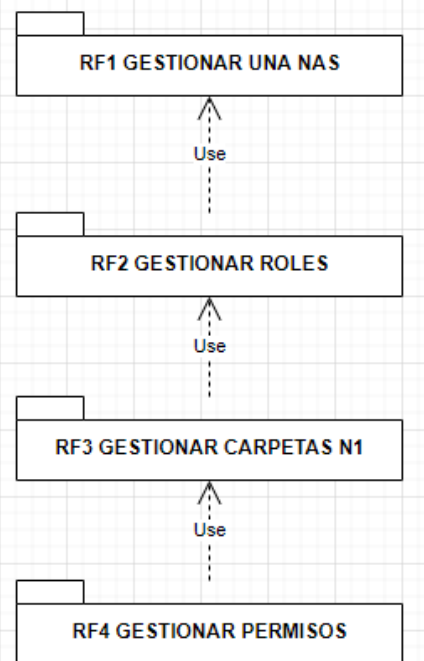 RF1 GESTIONAR UNA NAS
Use
RF2 GESTIONAR ROLES
Use
RF3 GESTIONAR CARPETAS N1
Use
RF4 GESTIONAR PERMISOS